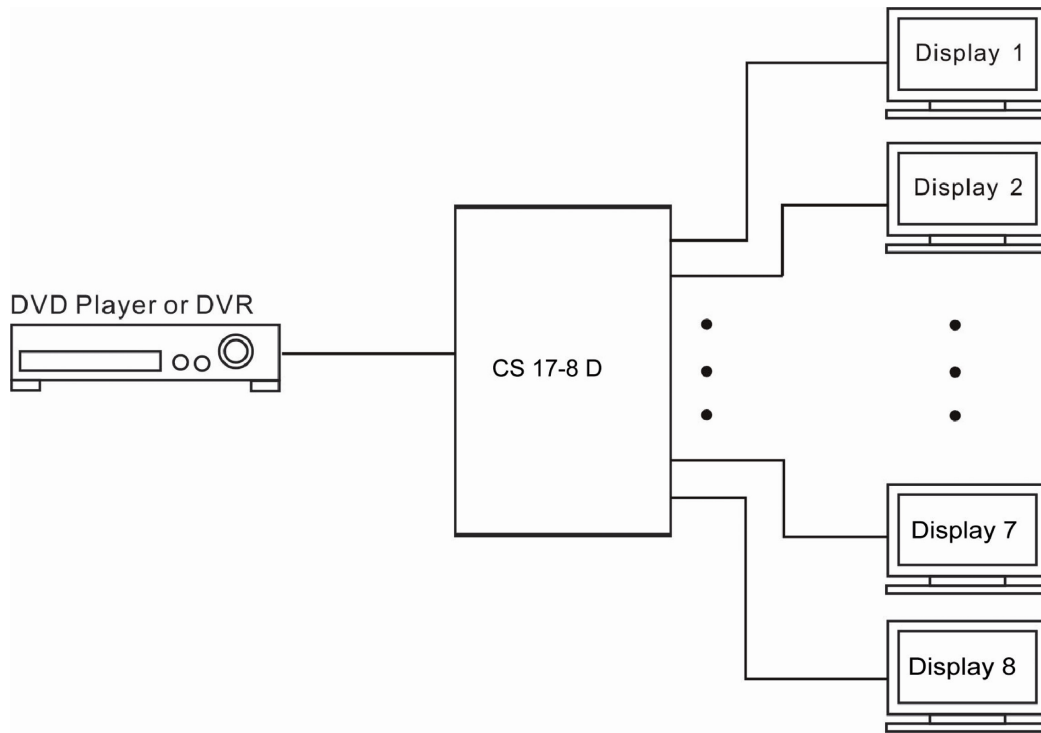 Display 1
Display 2
DVD Player or DVR
CS 17-8 D
Display 7
Display 8